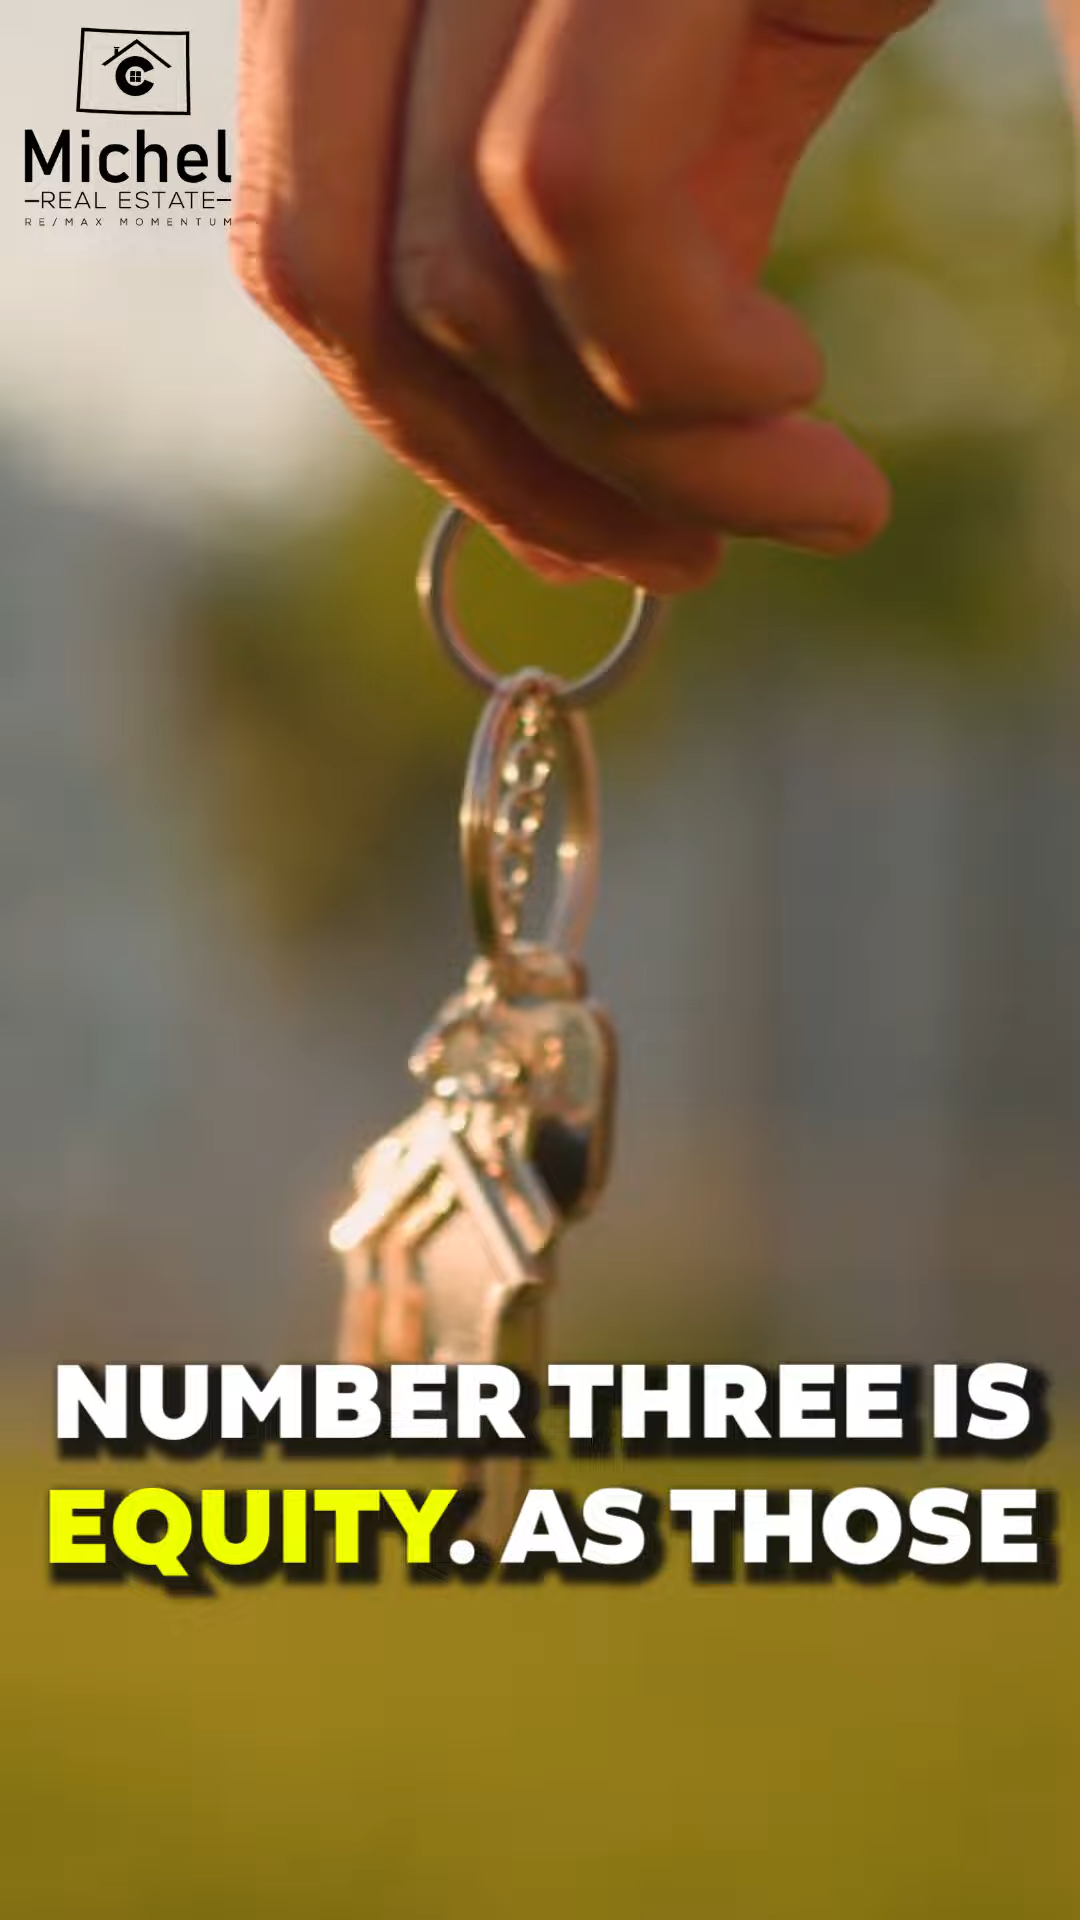 Michel
REAL ESTATE
RE/MAX MOMENTUM
NUMBER THREE IS
EQUITY. AS THOSE